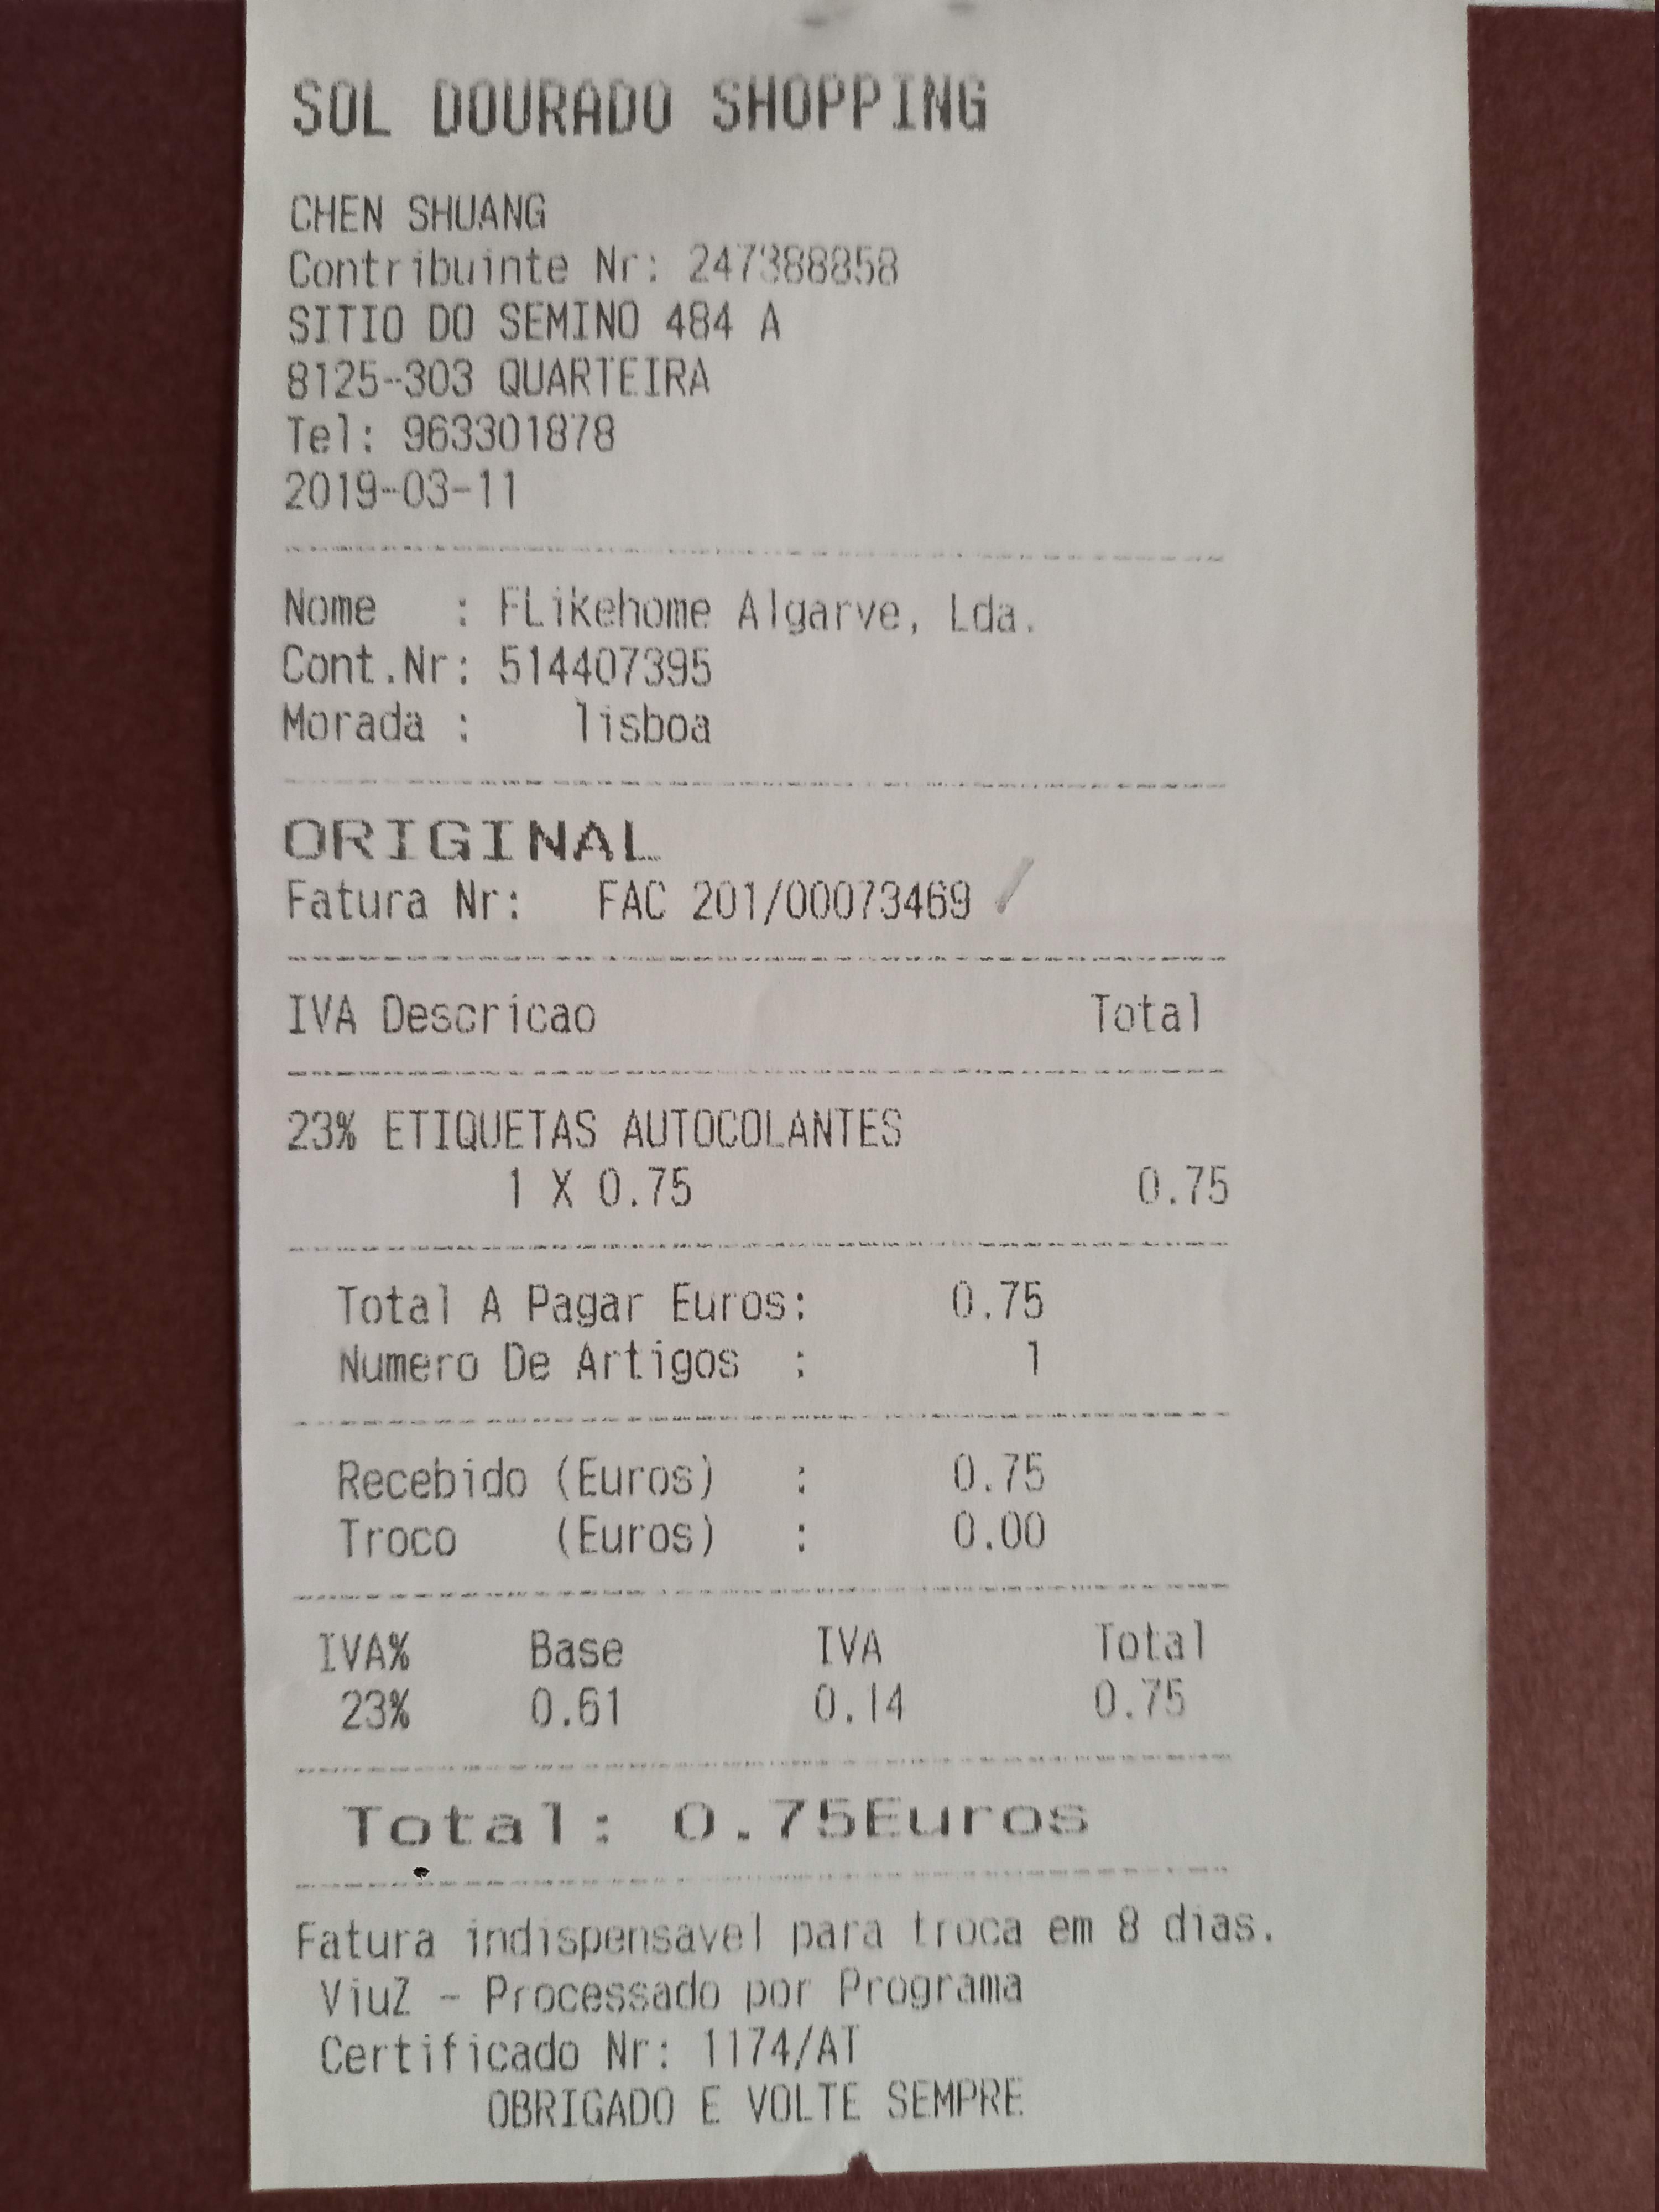 SOL DOURADO SHOPPING
CHEN SHUANG
Contribuinte Nr: 247388858
SITIO DO SEMINO 484 A
8125-303 QUARTEIRA
Tel: 963301878
2019-03-11
Nome : FLikehome Algarve, Lda.
Cont.Nr: 514407395
Morada : lisboa
ORIGINAL
Fatura Nr: FAC 201/00073469
IVA Descricao Total
23% ETIQUETAS AUTOCOLANTES
1 X 0.75 0.75
Total A Pagar Euros: 0.75
Numero De Artigos : 1
Recebido (Euros) : 0.75
Troco (Euros) : 0.00
IVA% Base IVA Total
23% 0.61 0.14 0.75
Total: 0.75Euros
Fatura indispensavel para troca em 8 dias.
ViuZ - Processado por Programa
Certificado Nr: 1174/AT
OBRIGADO E VOLTE SEMPRE